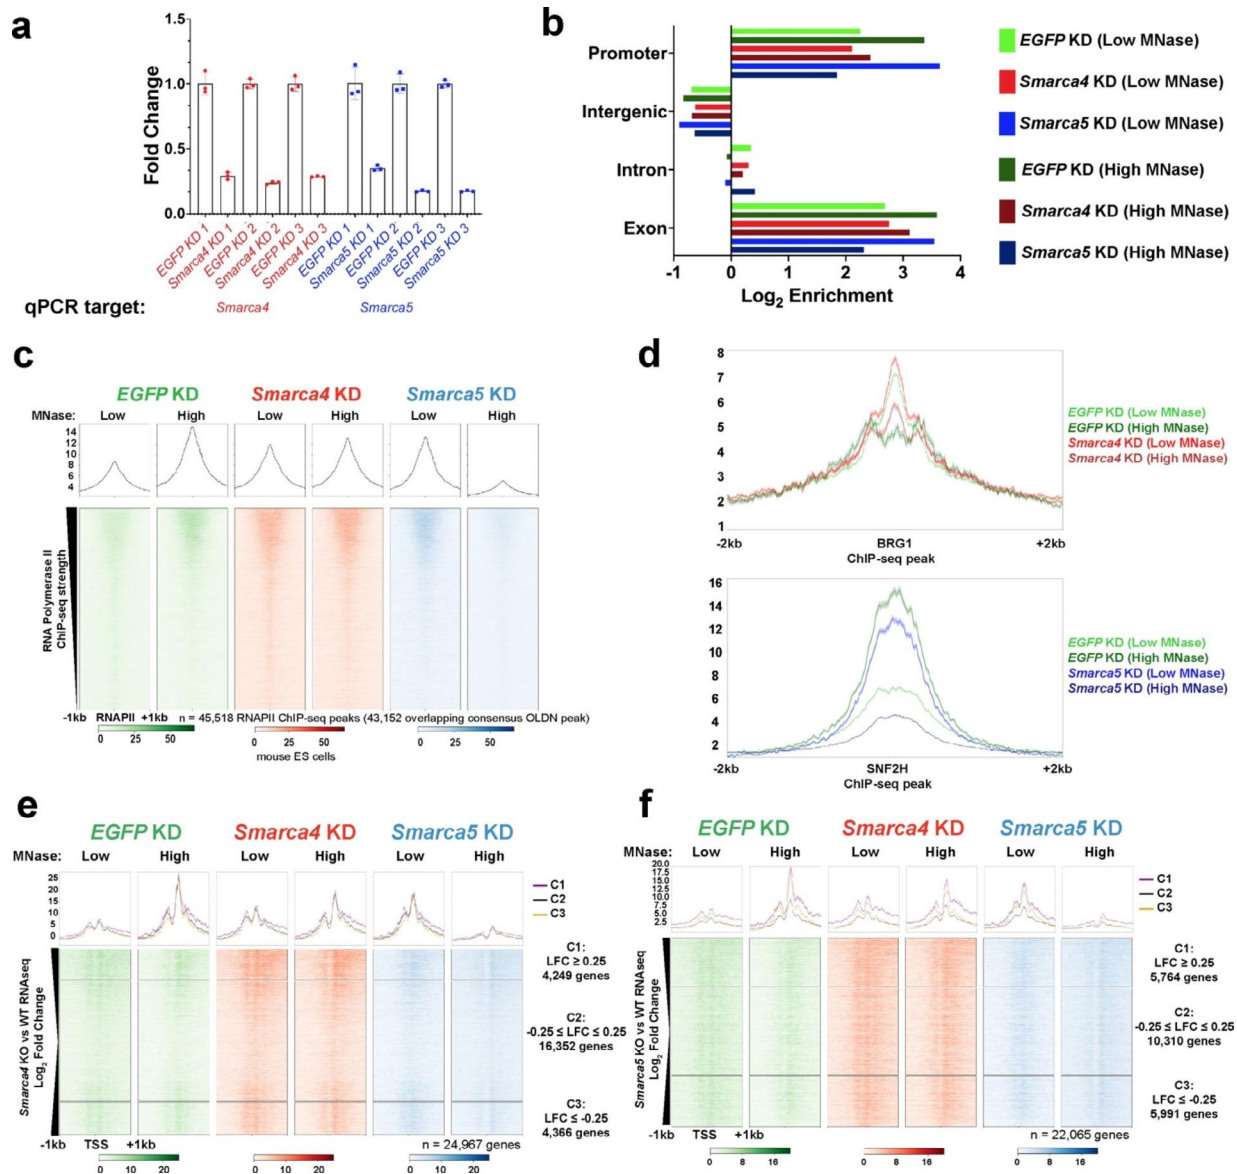 a
1.5
1.0
0.5
0.0
Fold Change
EGFP KD 1
Smarca4 KD 1
EGFP KD 2
Smarca4 KD 2
EGFP KD 3
Smarca4 KD 3
EGFP KD 1
Smarca5 KD 1
EGFP KD 2
Smarca5 KD 2
EGFP KD 3
Smarca5 KD 3
qPCR target: Smarca4 Smarca5
b
Promoter
Intergenic
Intron
Exon
-1 0 1 2 3 4
Log2 Enrichment
EGFP KD (Low MNase)
Smarca4 KD (Low MNase)
Smarca5 KD (Low MNase)
EGFP KD (High MNase)
Smarca4 KD (High MNase)
Smarca5 KD (High MNase)
c
EGFP KD Smarca4 KD Smarca5 KD
MNase: Low High Low High Low High
14
12
10
8
6
4
RNA Polymerase II
ChIP-seq strength
-1kb RNAPII +1kb n = 45,518 RNAPII ChIP-seq peaks (43,152 overlapping consensus OLDN peak)
0 25 50 0 25 50 0 25 50
mouse ES cells
d
8
7
6
5
4
3
2
1
-2kb BRG1 +2kb
ChIP-seq peak
EGFP KD (Low MNase)
EGFP KD (High MNase)
Smarca4 KD (Low MNase)
Smarca4 KD (High MNase)
16
14
12
10
8
6
4
2
-2kb SNF2H +2kb
ChIP-seq peak
EGFP KD (Low MNase)
EGFP KD (High MNase)
Smarca5 KD (Low MNase)
Smarca5 KD (High MNase)
e
EGFP KD Smarca4 KD Smarca5 KD
MNase: Low High Low High Low High
25
20
15
10
5
0
C1
C2
C3
Smarca4 KO vs WT RNAseq
Log2 Fold Change
C1:
LFC ≥ 0.25
4,249 genes
C2:
-0.25 ≤ LFC ≤ 0.25
16,352 genes
C3:
LFC ≤ -0.25
4,366 genes
-1kb TSS +1kb n = 24,967 genes
0 10 20 0 10 20 0 10 20
f
EGFP KD Smarca4 KD Smarca5 KD
MNase: Low High Low High Low High
20.0
17.5
15.0
12.5
10.0
7.5
5.0
2.5
C1
C2
C3
Smarca5 KO vs WT RNAseq
Log2 Fold Change
C1:
LFC ≥ 0.25
5,764 genes
C2:
-0.25 ≤ LFC ≤ 0.25
10,310 genes
C3:
LFC ≤ -0.25
5,991 genes
-1kb TSS +1kb n = 22,065 genes
0 8 16 0 8 16 0 8 16